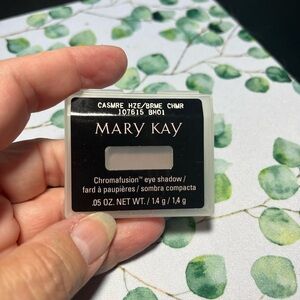 CASMRE HZE/BRME CHMR
107615 BH01
MARY KAY
Chromafusion™ eye shadow/
fard à paupières / sombra compacta
.05 OZ. NET WT. / 1,4 g / 1.4 g